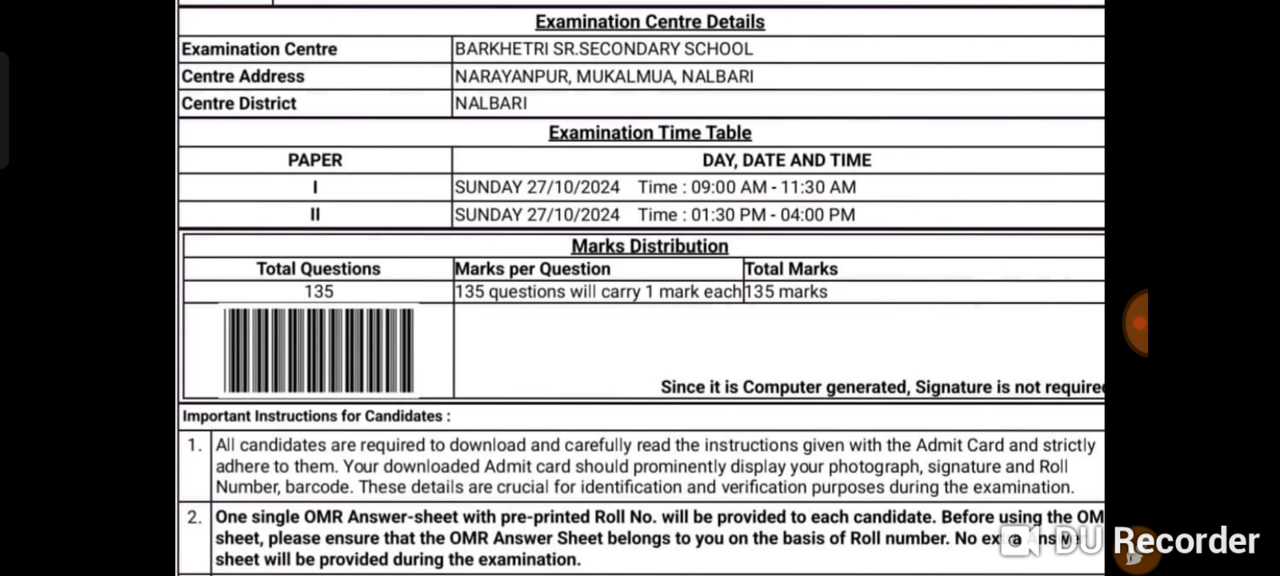 Examination Centre Details
Examination Centre BARKHETRI SR.SECONDARY SCHOOL
Centre Address NARAYANPUR, MUKALMUA, NALBARI
Centre District NALBARI
Examination Time Table
PAPER DAY, DATE AND TIME
I SUNDAY 27/10/2024 Time : 09:00 AM - 11:30 AM
II SUNDAY 27/10/2024 Time : 01:30 PM - 04:00 PM
Marks Distribution
Total Questions Marks per Question Total Marks
135 135 questions will carry 1 mark each 135 marks
Since it is Computer generated, Signature is not require
Important Instructions for Candidates :
1. All candidates are required to download and carefully read the instructions given with the Admit Card and strictly
adhere to them. Your downloaded Admit card should prominently display your photograph, signature and Roll
Number, barcode. These details are crucial for identification and verification purposes during the examination.
2. One single OMR Answer-sheet with pre-printed Roll No. will be provided to each candidate. Before using the OM
sheet, please ensure that the OMR Answer Sheet belongs to you on the basis of Roll number. No
sheet will be provided during the examination.
DU Recorder